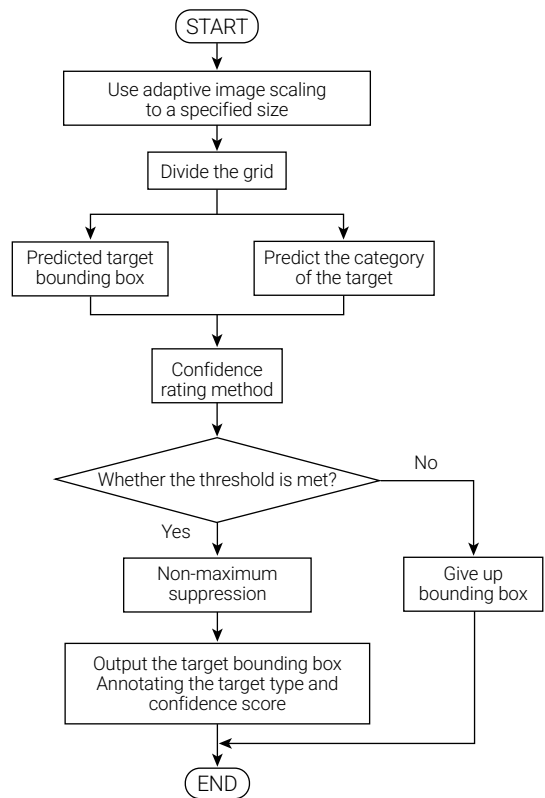 START
Use adaptive image scaling
to a specified size
Divide the grid
Predicted target
bounding box
Predict the category
of the target
Confidence
rating method
Whether the threshold is met?
No
Yes
Non-maximum
suppression
Give up
bounding box
Output the target bounding box
Annotating the target type and
confidence score
END